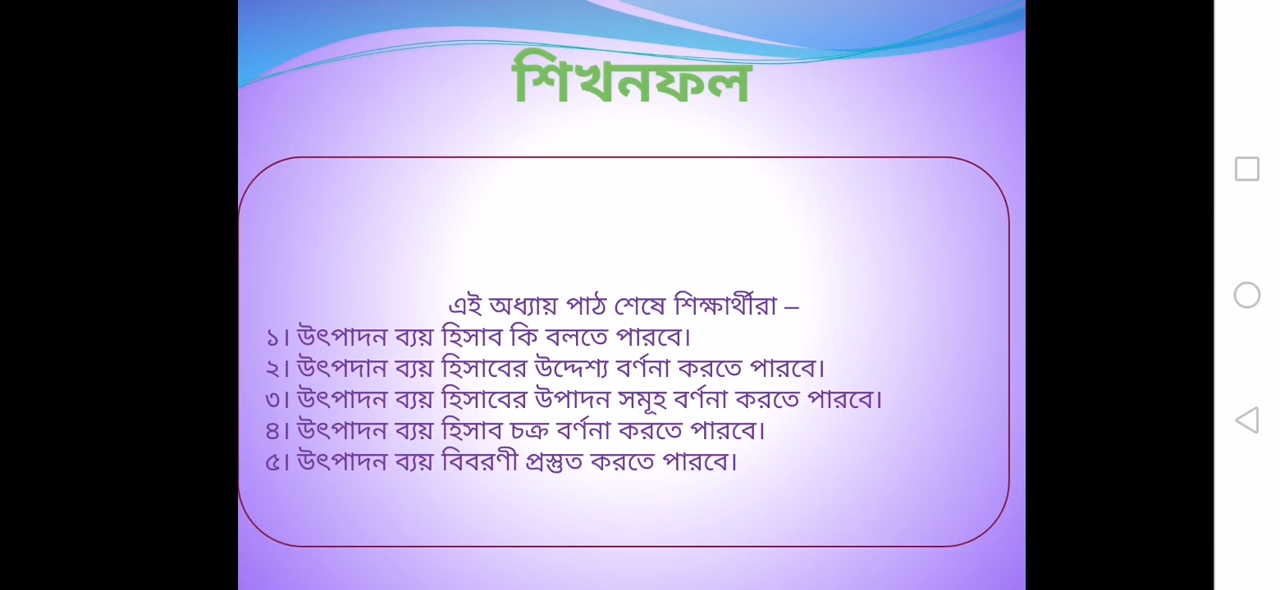 শিখনফল
এই অধ্যায় পাঠ শেষে শিক্ষার্থীরা –
১। উৎপাদন ব্যয় হিসাব কি বলতে পারবে।
২। উৎপদান ব্যয় হিসাবের উদ্দেশ্য বর্ণনা করতে পারবে।
৩। উৎপাদন ব্যয় হিসাবের উপাদন সমূহ বর্ণনা করতে পারবে।
৪। উৎপাদন ব্যয় হিসাব চক্র বর্ণনা করতে পারবে।
৫। উৎপাদন ব্যয় বিবরণী প্রস্তুত করতে পারবে।